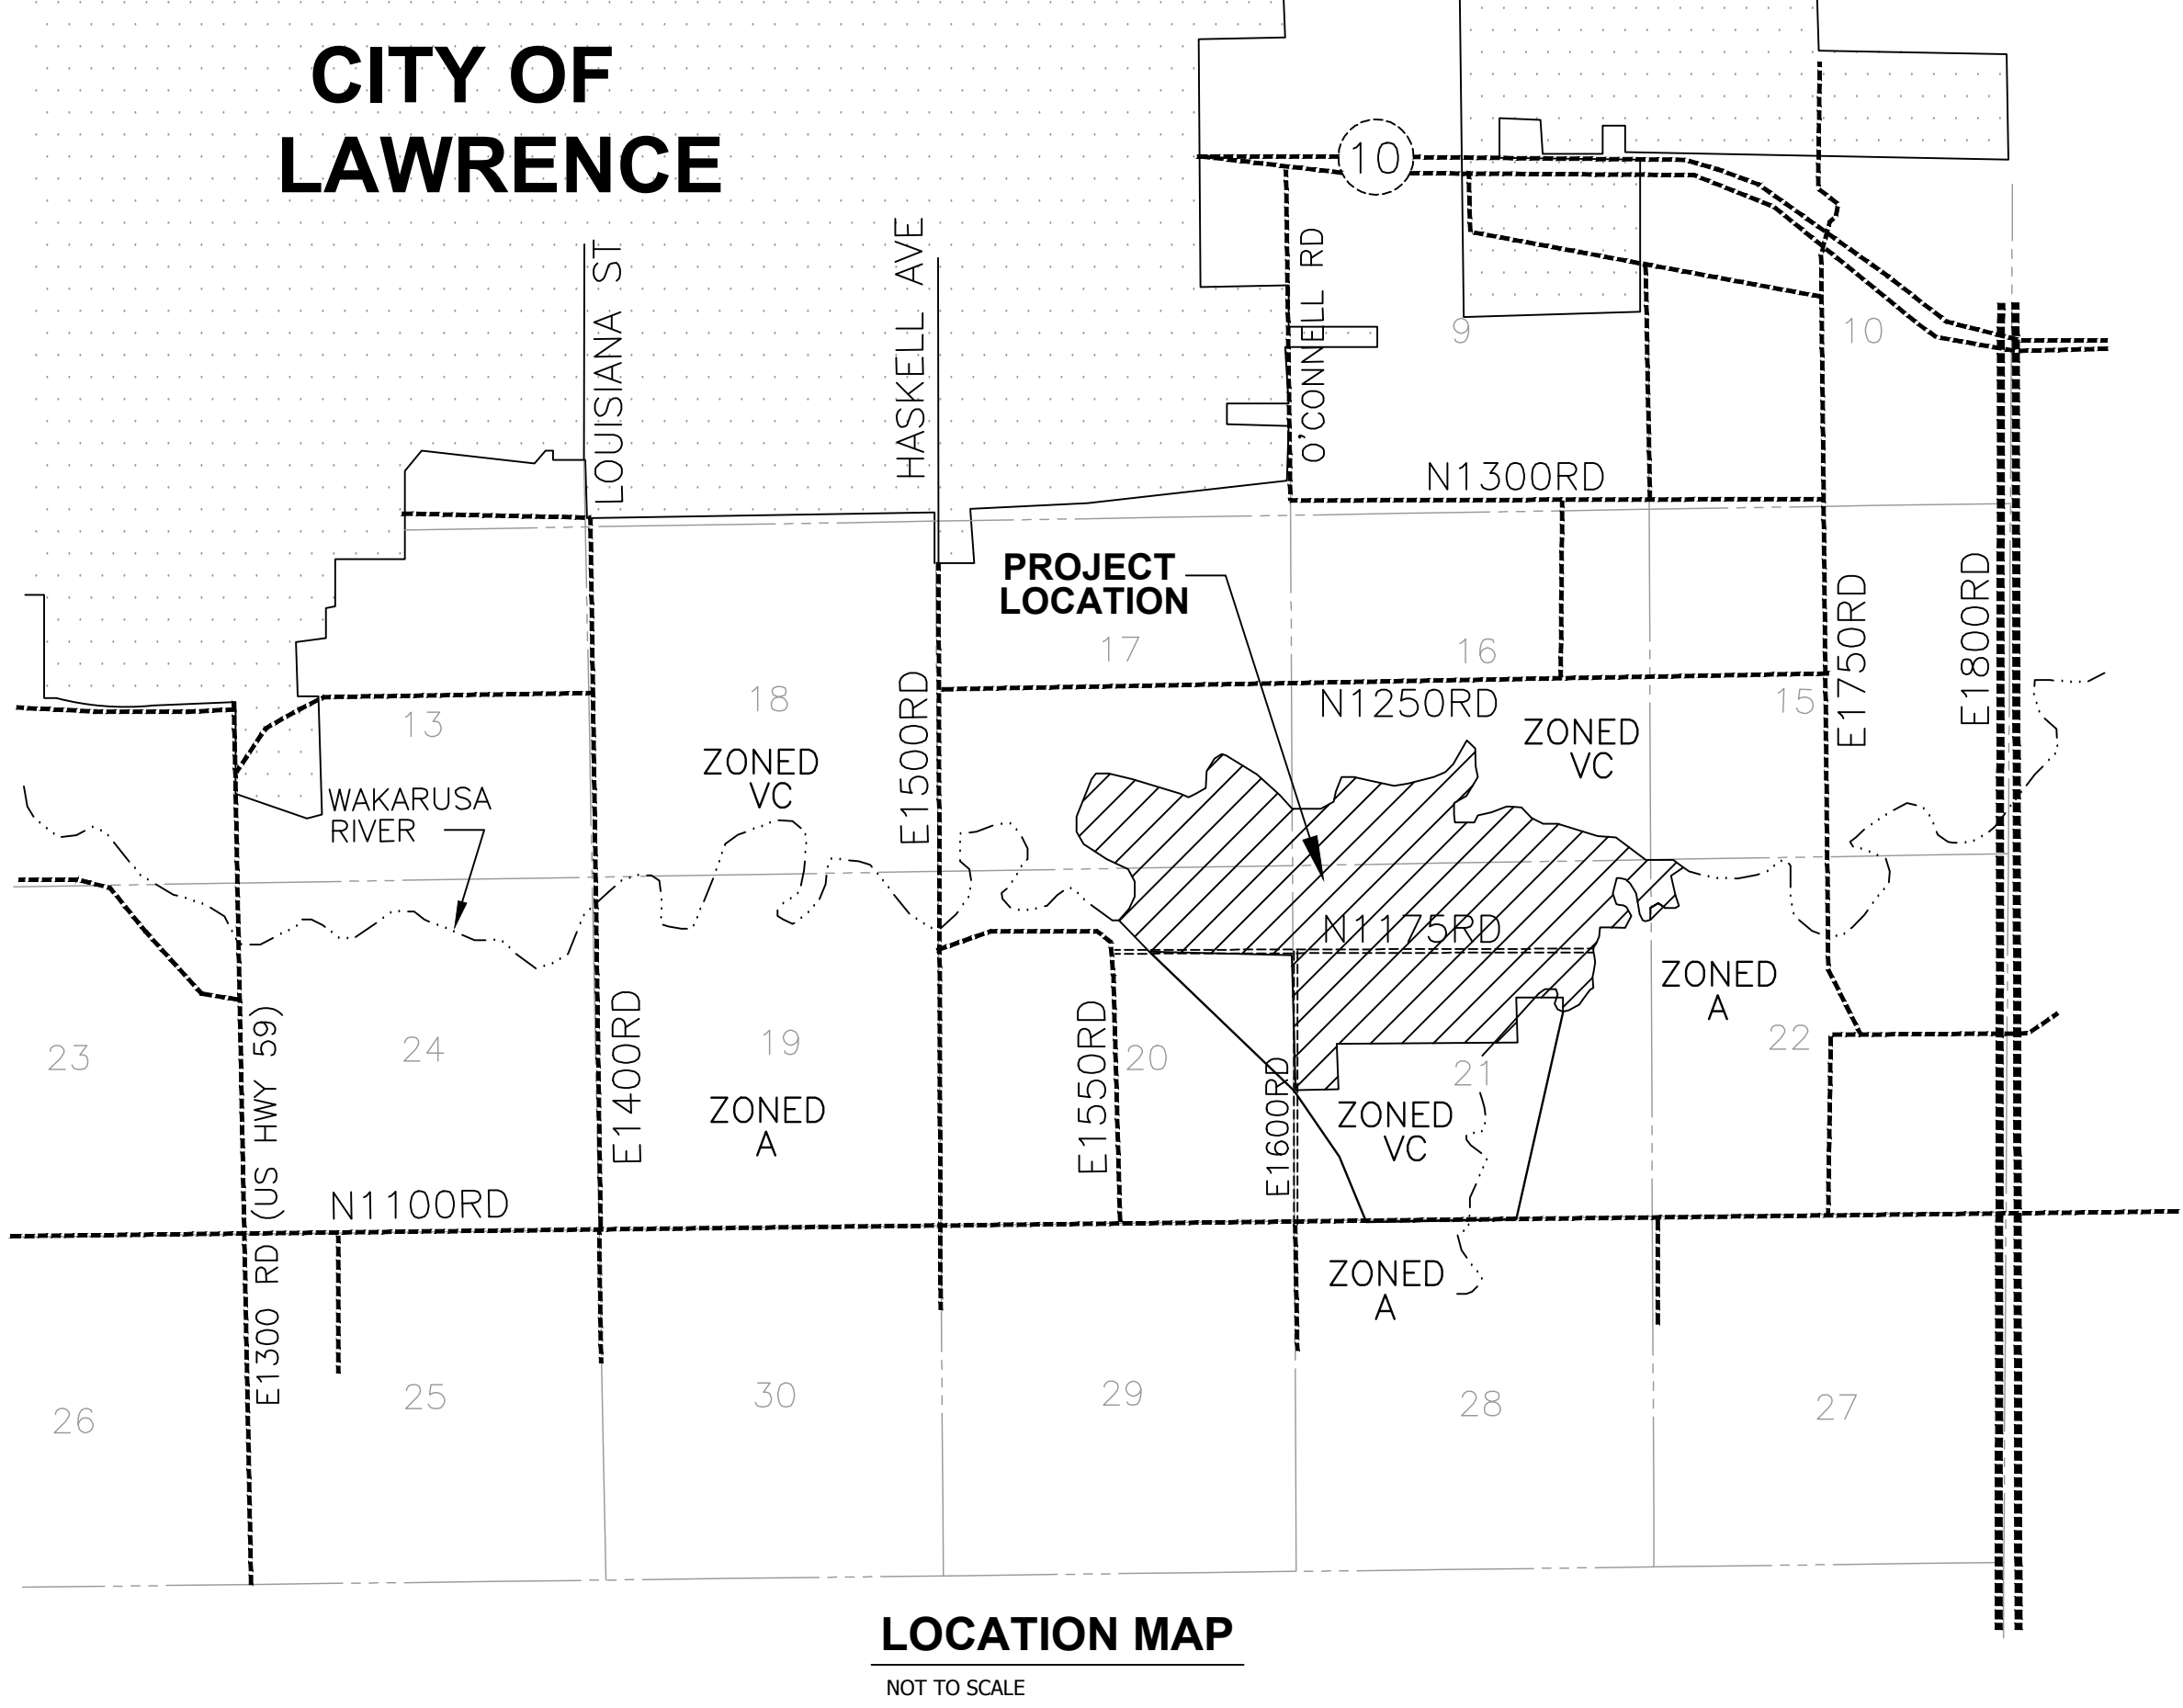 CITY OF
LAWRENCE
10
LOUISIANA ST
HASKELL AVE
O'CONNELL RD
9
10
N1300RD
PROJECT
LOCATION
17
16
N1250RD
15
E1750RD
E1800RD
13
18
ZONED
VC
E1500RD
ZONED
VC
WAKARUSA
RIVER
N1175RD
ZONED
A
23
24
19
20
21
22
E1300 RD (US HWY 59)
E1400RD
ZONED
A
E1550RD
E1600RD
ZONED
VC
N1100RD
ZONED
A
26
25
30
29
28
27
LOCATION MAP
NOT TO SCALE